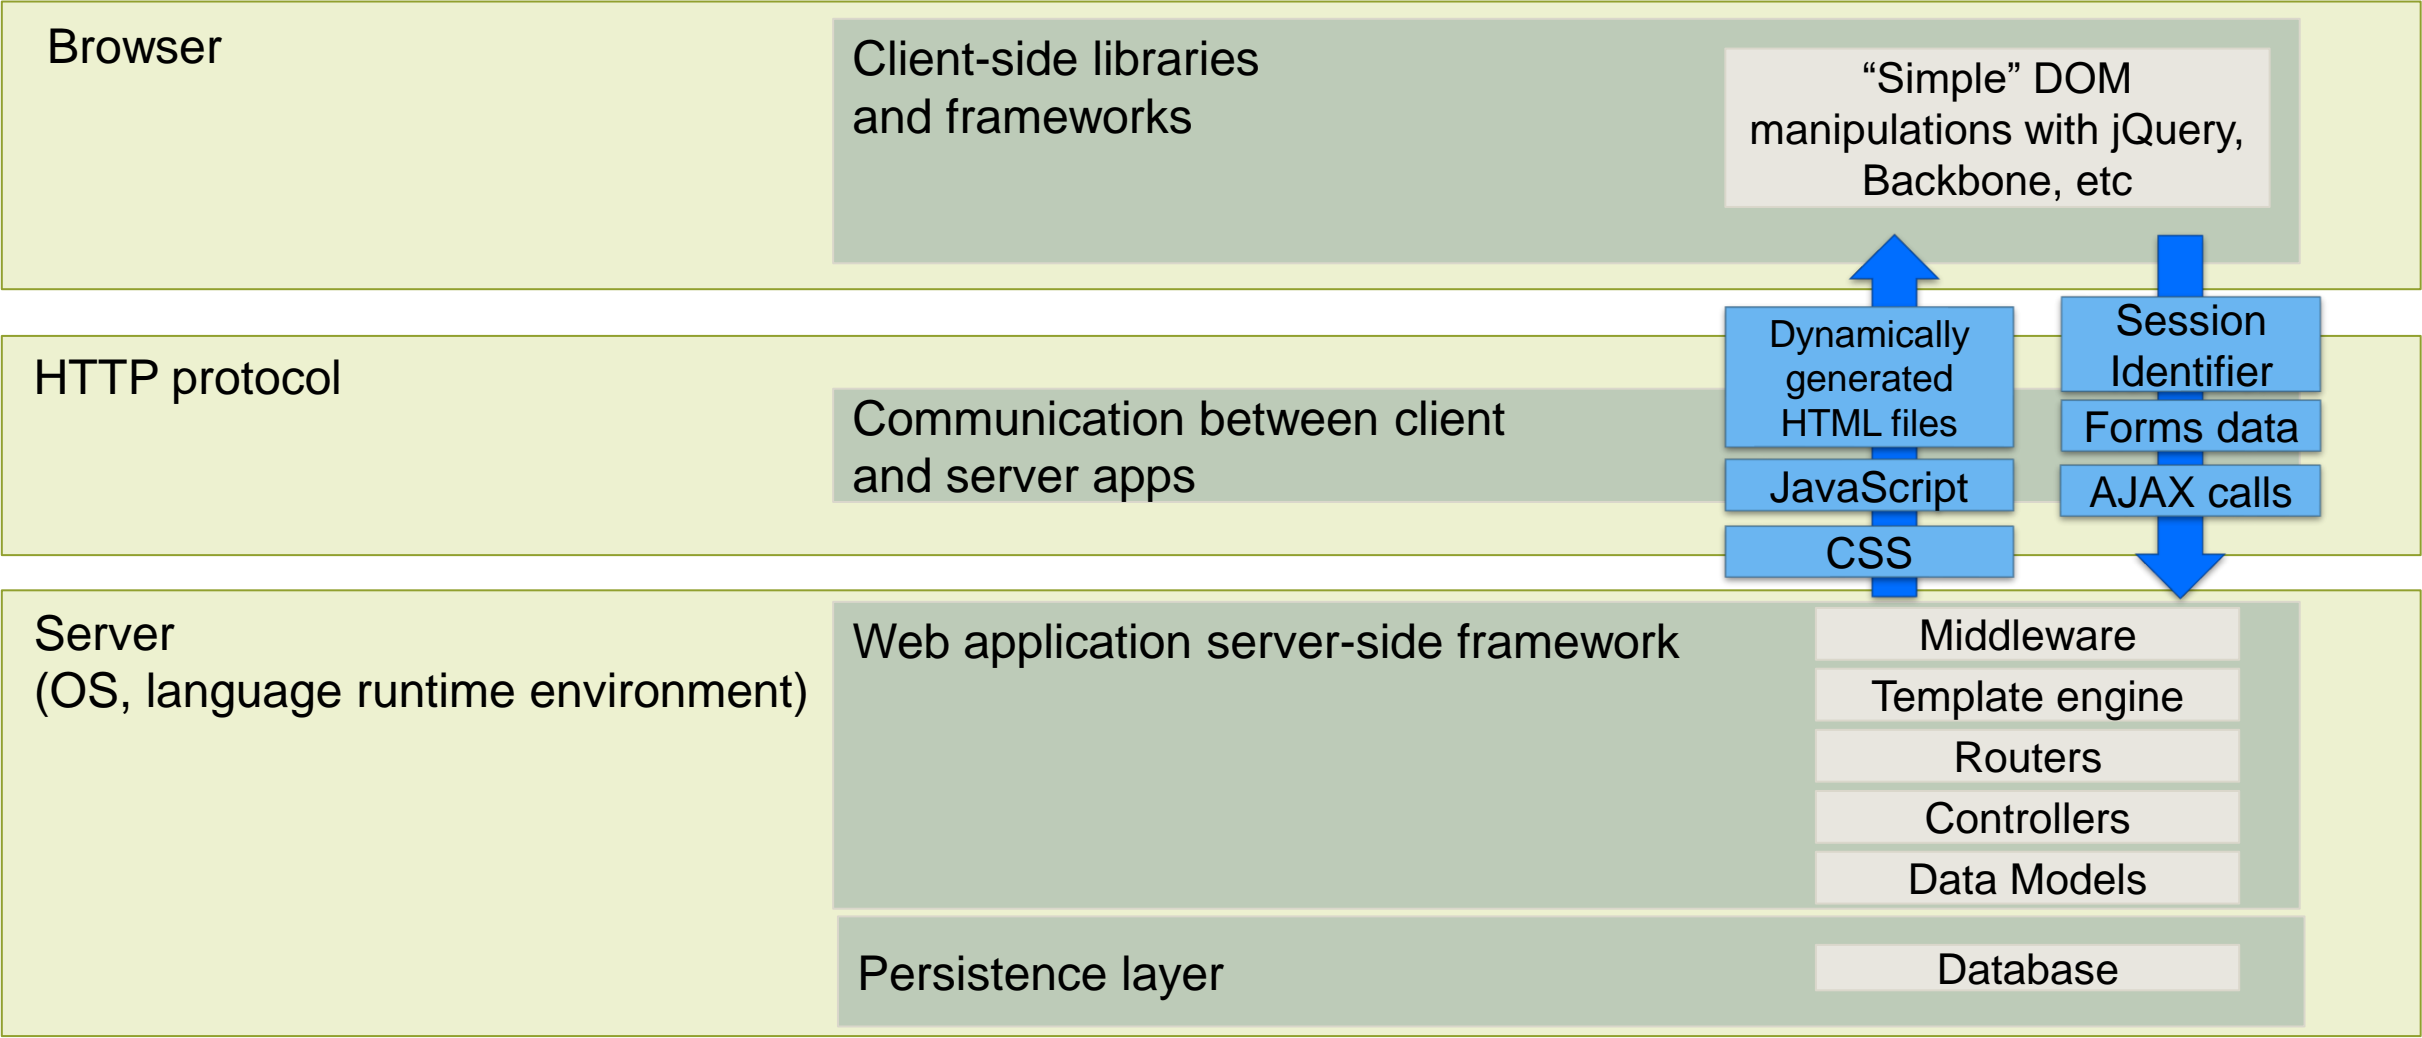 Browser
Client-side libraries
and frameworks
“Simple” DOM
manipulations with jQuery,
Backbone, etc
HTTP protocol
Communication between client
and server apps
Dynamically
generated
HTML files
JavaScript
CSS
Session
Identifier
Forms data
AJAX calls
Server
(OS, language runtime environment)
Web application server-side framework
Middleware
Template engine
Routers
Controllers
Data Models
Persistence layer
Database